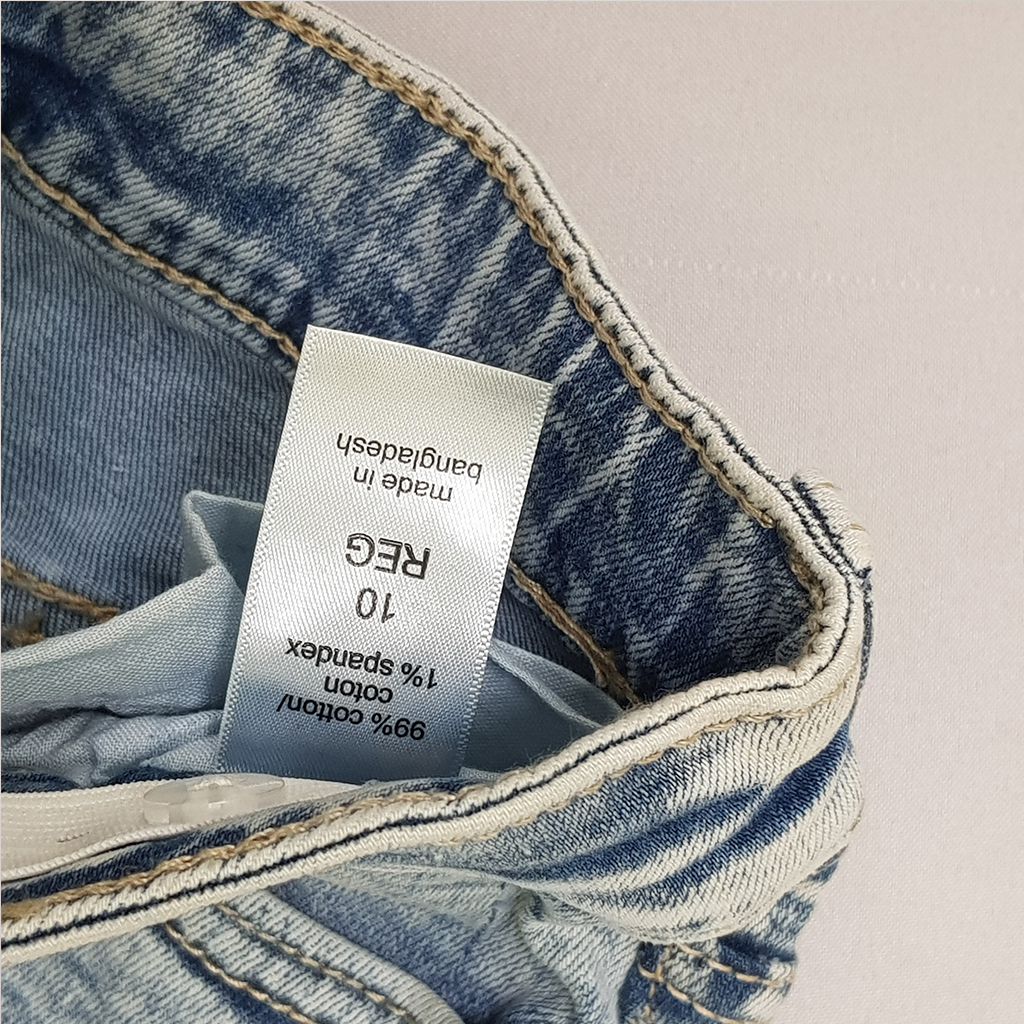 99% cotton/
coton
1% spandex
10
REG
made in
bangladesh